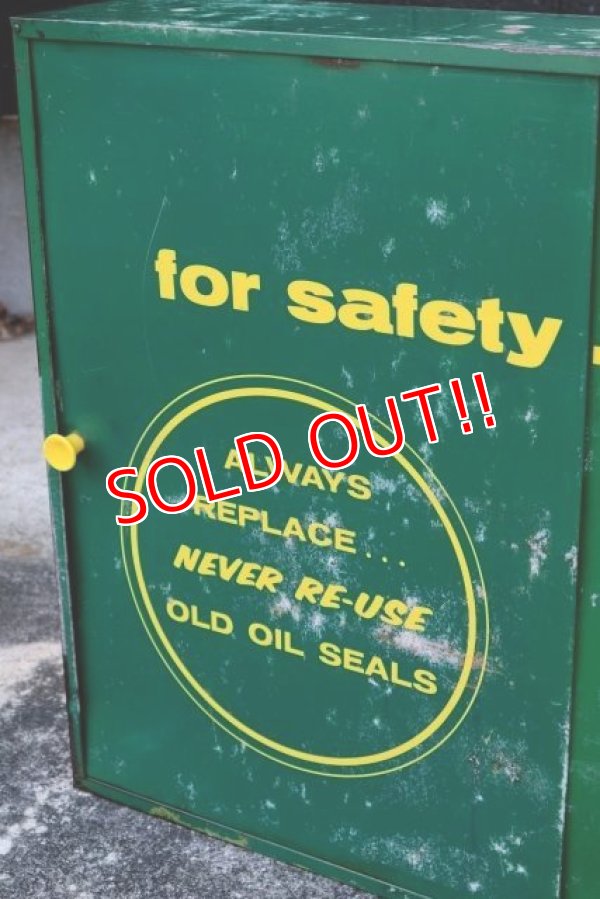 for safety .
SOLD OUT!!
ALWAYS
REPLACE...
NEVER RE-USE
OLD OIL SEALS